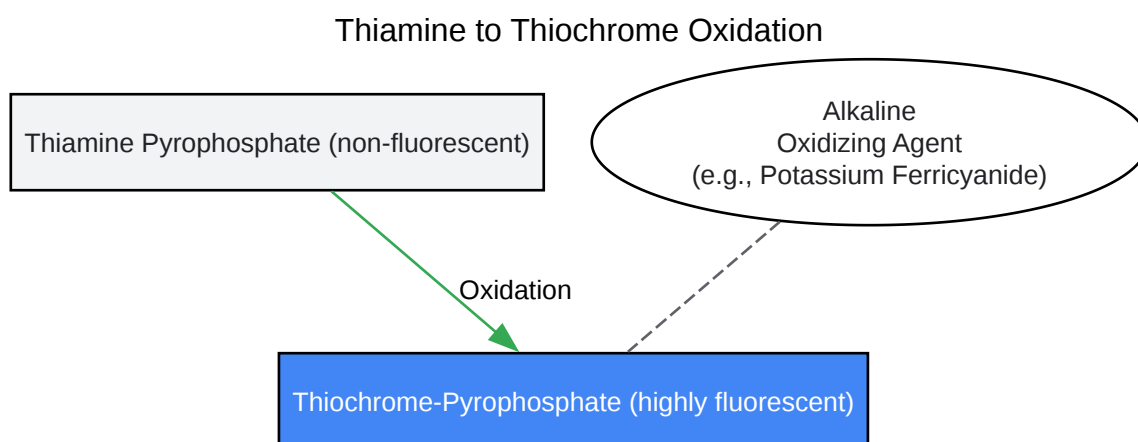 Thiamine to Thiochrome Oxidation
Thiamine Pyrophosphate (non-fluorescent)
Alkaline
Oxidizing Agent
(e.g., Potassium Ferricyanide)
Oxidation
Thiochrome-Pyrophosphate (highly fluorescent)